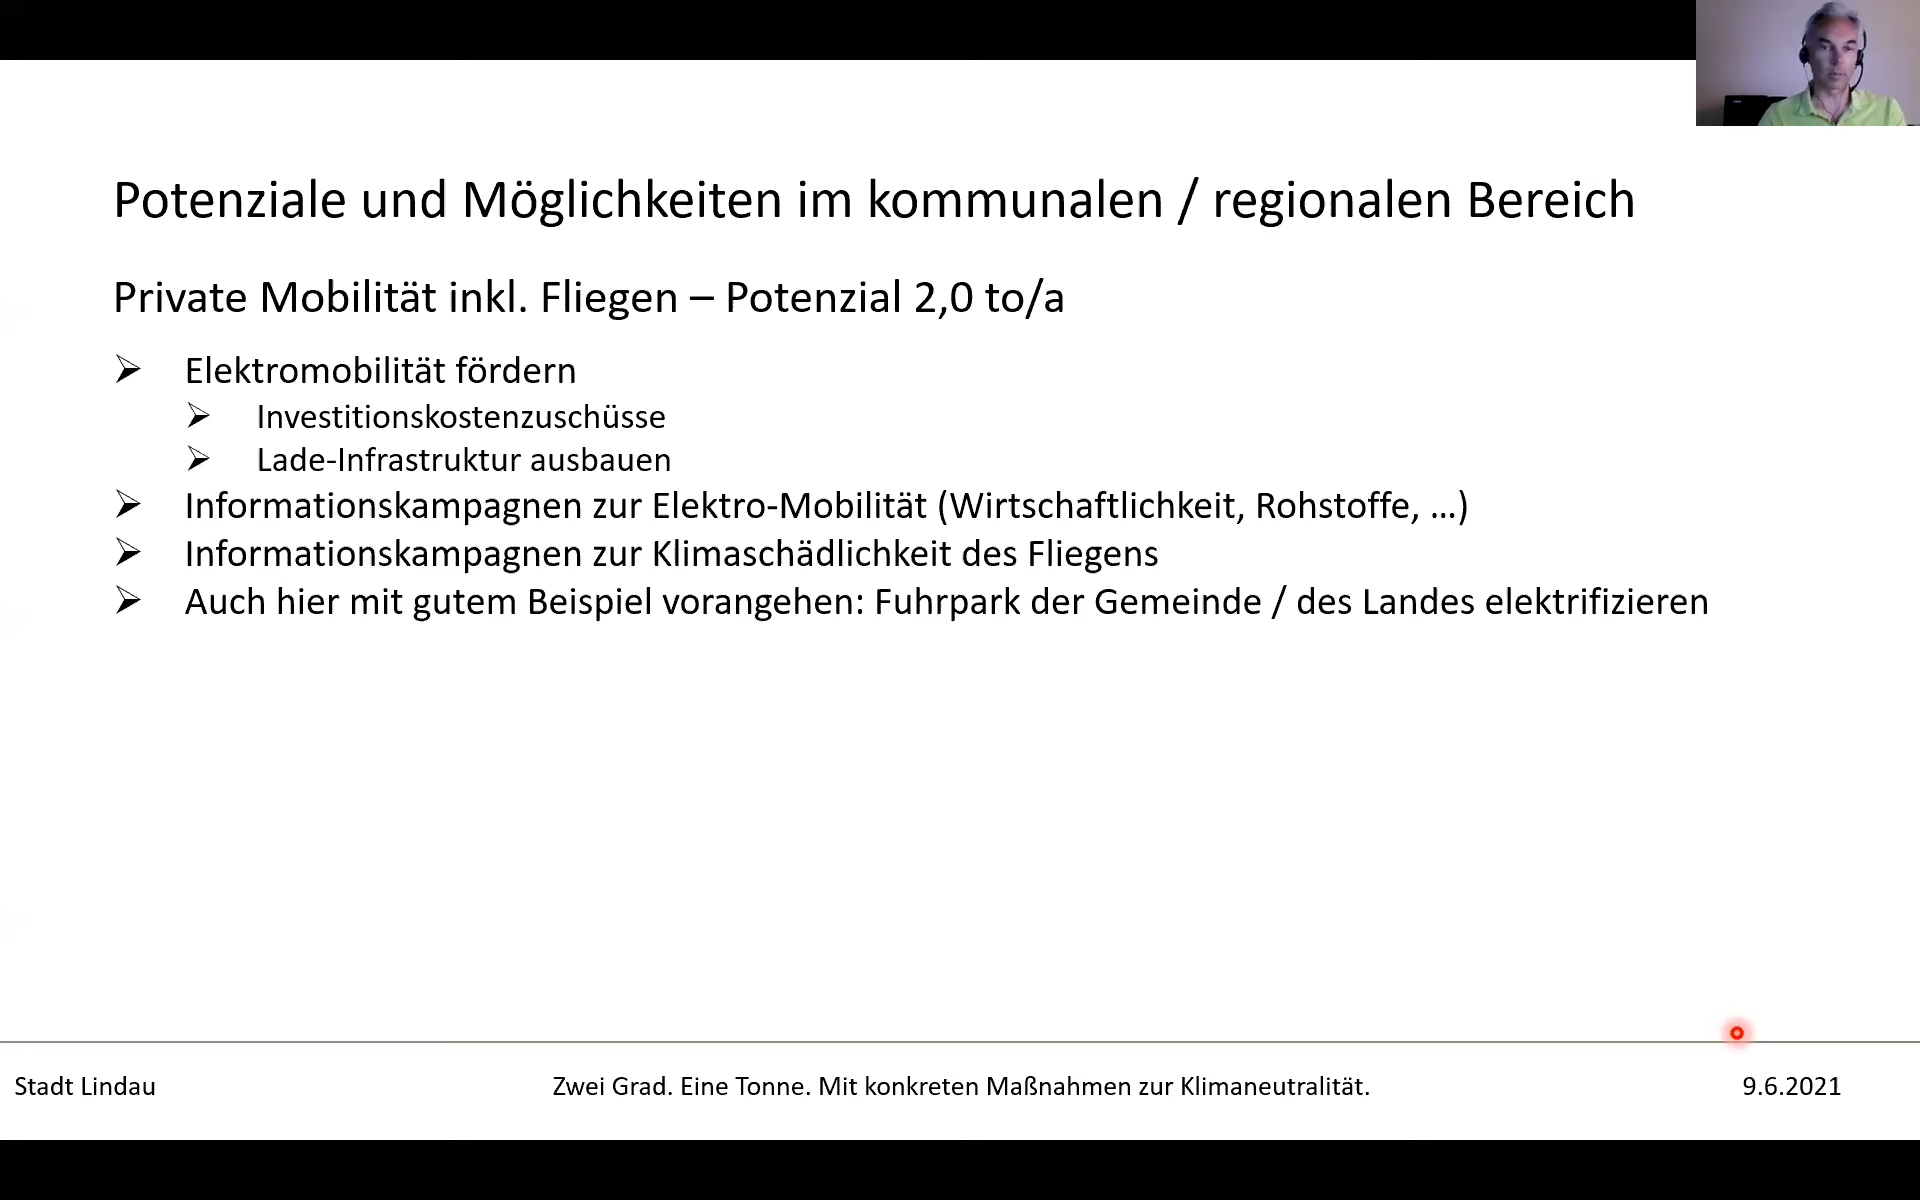 Potenziale und Möglichkeiten im kommunalen / regionalen Bereich
Private Mobilität inkl. Fliegen – Potenzial 2,0 to/a
➢ Elektromobilität fördern
➢ Investitionskostenzuschüsse
➢ Lade-Infrastruktur ausbauen
➢ Informationskampagnen zur Elektro-Mobilität (Wirtschaftlichkeit, Rohstoffe, …)
➢ Informationskampagnen zur Klimaschädlichkeit des Fliegens
➢ Auch hier mit gutem Beispiel vorangehen: Fuhrpark der Gemeinde / des Landes elektrifizieren
Stadt Lindau
Zwei Grad. Eine Tonne. Mit konkreten Maßnahmen zur Klimaneutralität.
9.6.2021